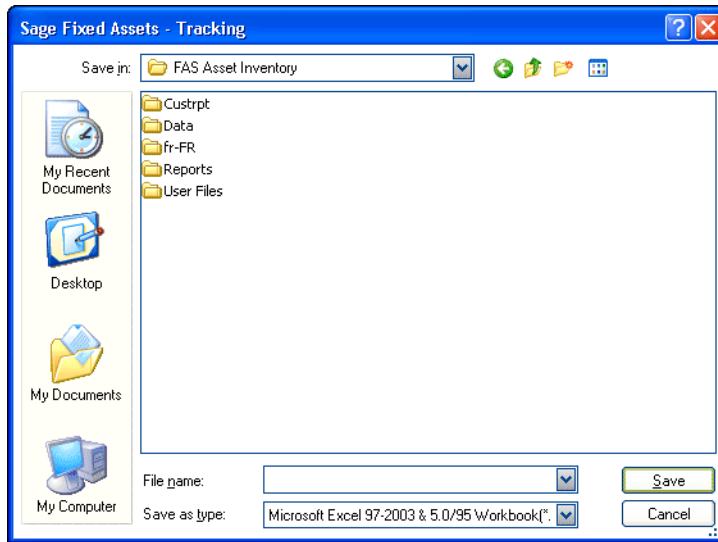 Sage Fixed Assets - Tracking
Save in:
FAS Asset Inventory
Custrpt
Data
fr-FR
Reports
User Files
My Recent
Documents
Desktop
My Documents
My Computer
File name:
Save
Save as type:
Microsoft Excel 97-2003 & 5.0/95 Workbook(*.
Cancel